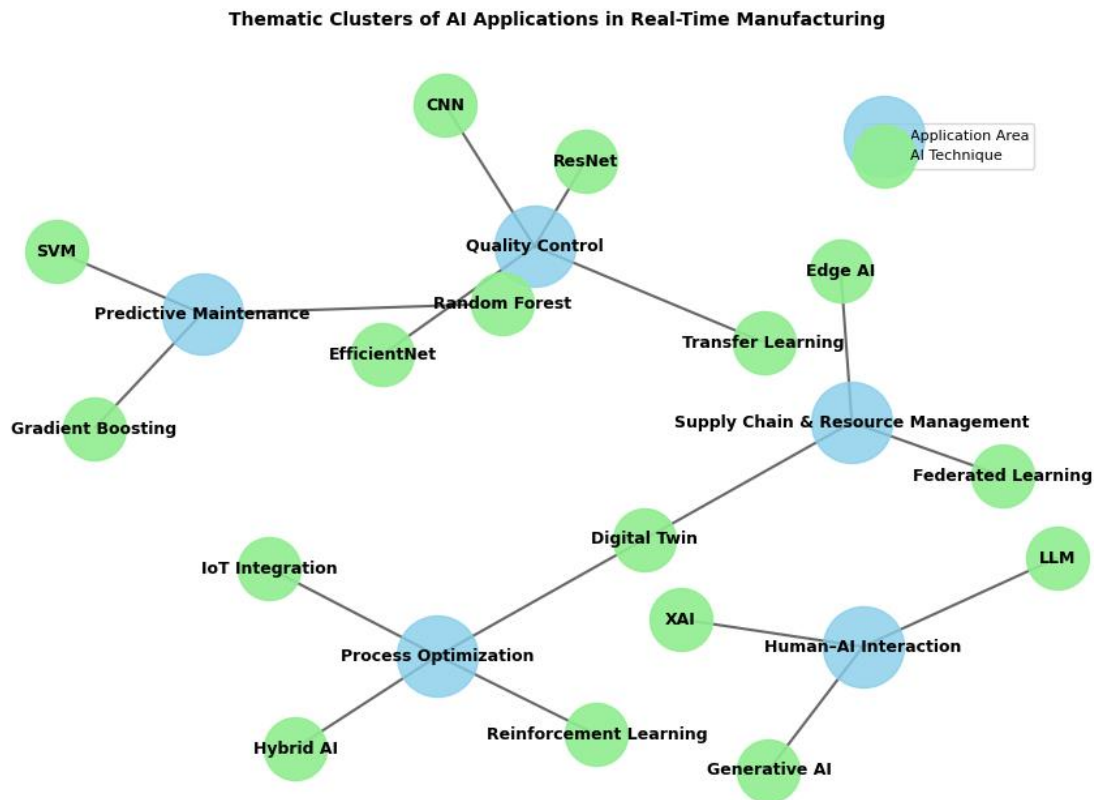 Thematic Clusters of AI Applications in Real-Time Manufacturing
CNN
Application Area
AI Technique
ResNet
Quality Control
SVM
Edge AI
Random Forest
Predictive Maintenance
Transfer Learning
EfficientNet
Supply Chain & Resource Management
Gradient Boosting
Federated Learning
Digital Twin
LLM
IoT Integration
XAI
Human–AI Interaction
Process Optimization
Reinforcement Learning
Hybrid AI
Generative AI